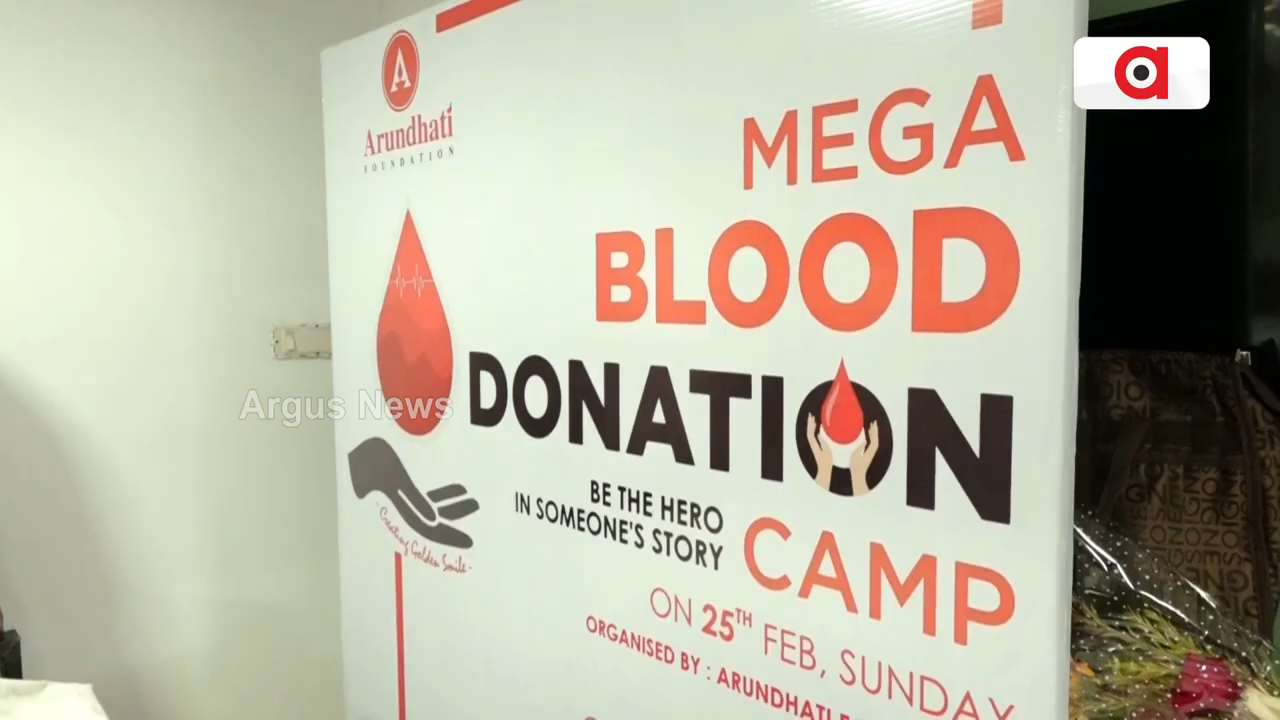 Arundhati
FOUNDATION
MEGA
BLOOD
DONATION
BE THE HERO
IN SOMEONE'S STORY
CAMP
Creating Golden Smile
ON 25TH FEB, SUNDAY
ORGANISED BY : ARUNDHATI
Argus News